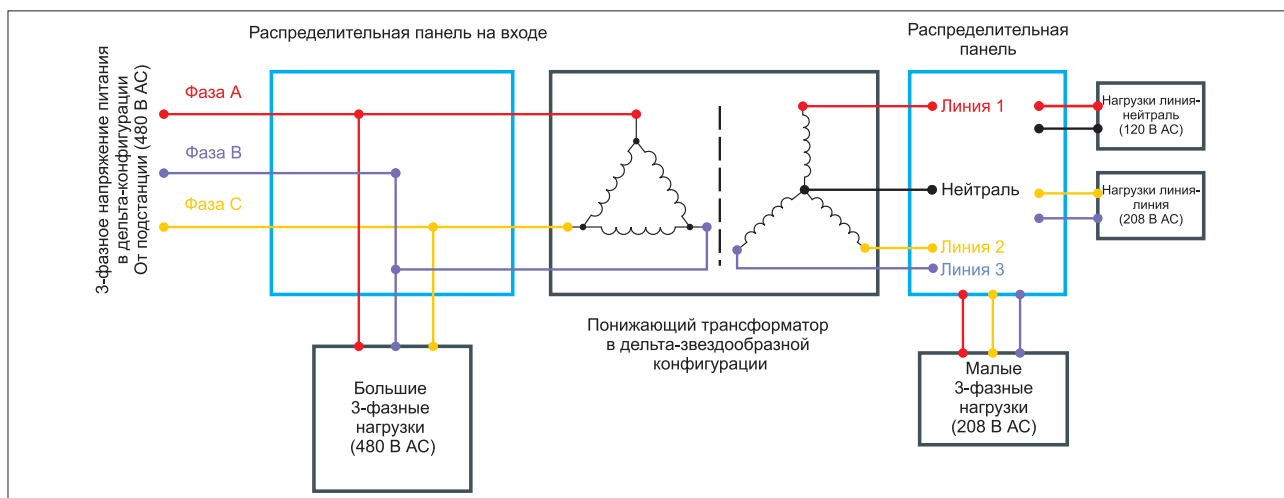 3-фазное напряжение питания
в дельта-конфигурации
От подстанции (480 В АС)
Распределительная панель на входе
Фаза А
Фаза В
Фаза С
Большие
3-фазные
нагрузки
(480 В АС)
Понижающий трансформатор
в дельта-звездообразной
конфигурации
Распределительная
панель
Линия 1
Нейтраль
Линия 2
Линия 3
Нагрузки линия-
нейтраль
(120 В АС)
Нагрузки линия-
линия
(208 В АС)
Малые
3-фазные
нагрузки
(208 В АС)